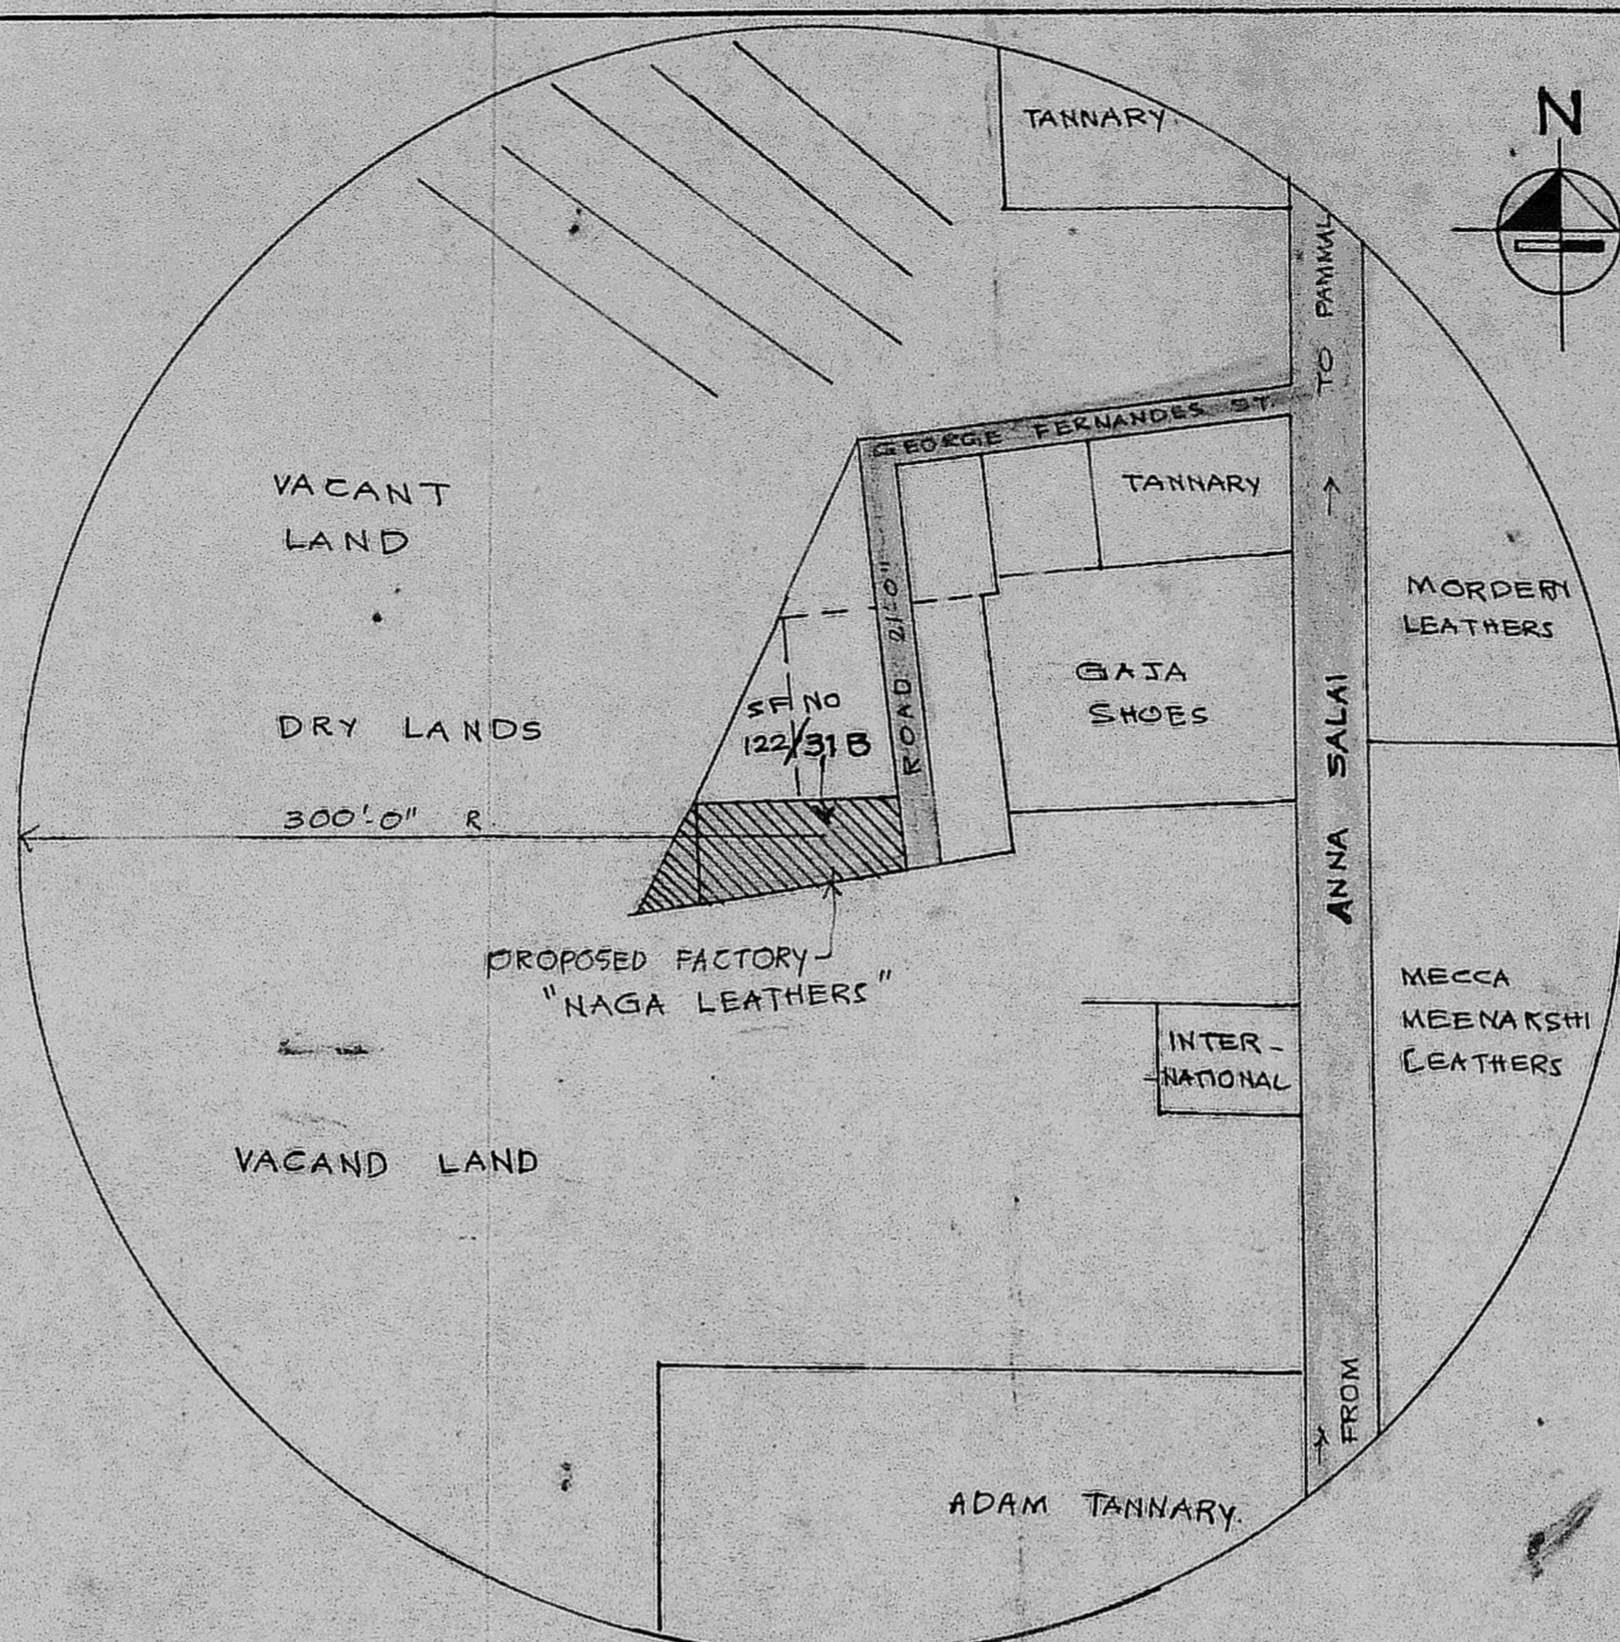 TANNARY.
N
TO PAMMAL
GEORGE FERNANDES ST.
TANNARY
VACANT
LAND
ROAD 21'-0"
MORDERN
LEATHERS
GAJA
SHOES
SF NO
122/31B
DRY LANDS
300'-0" R.
ANNA SALAI
PROPOSED FACTORY
"NAGA LEATHERS"
INTER-
-NATIONAL
MECCA
MEENAKSHI
LEATHERS
VACAND LAND
FROM
ADAM TANNARY.